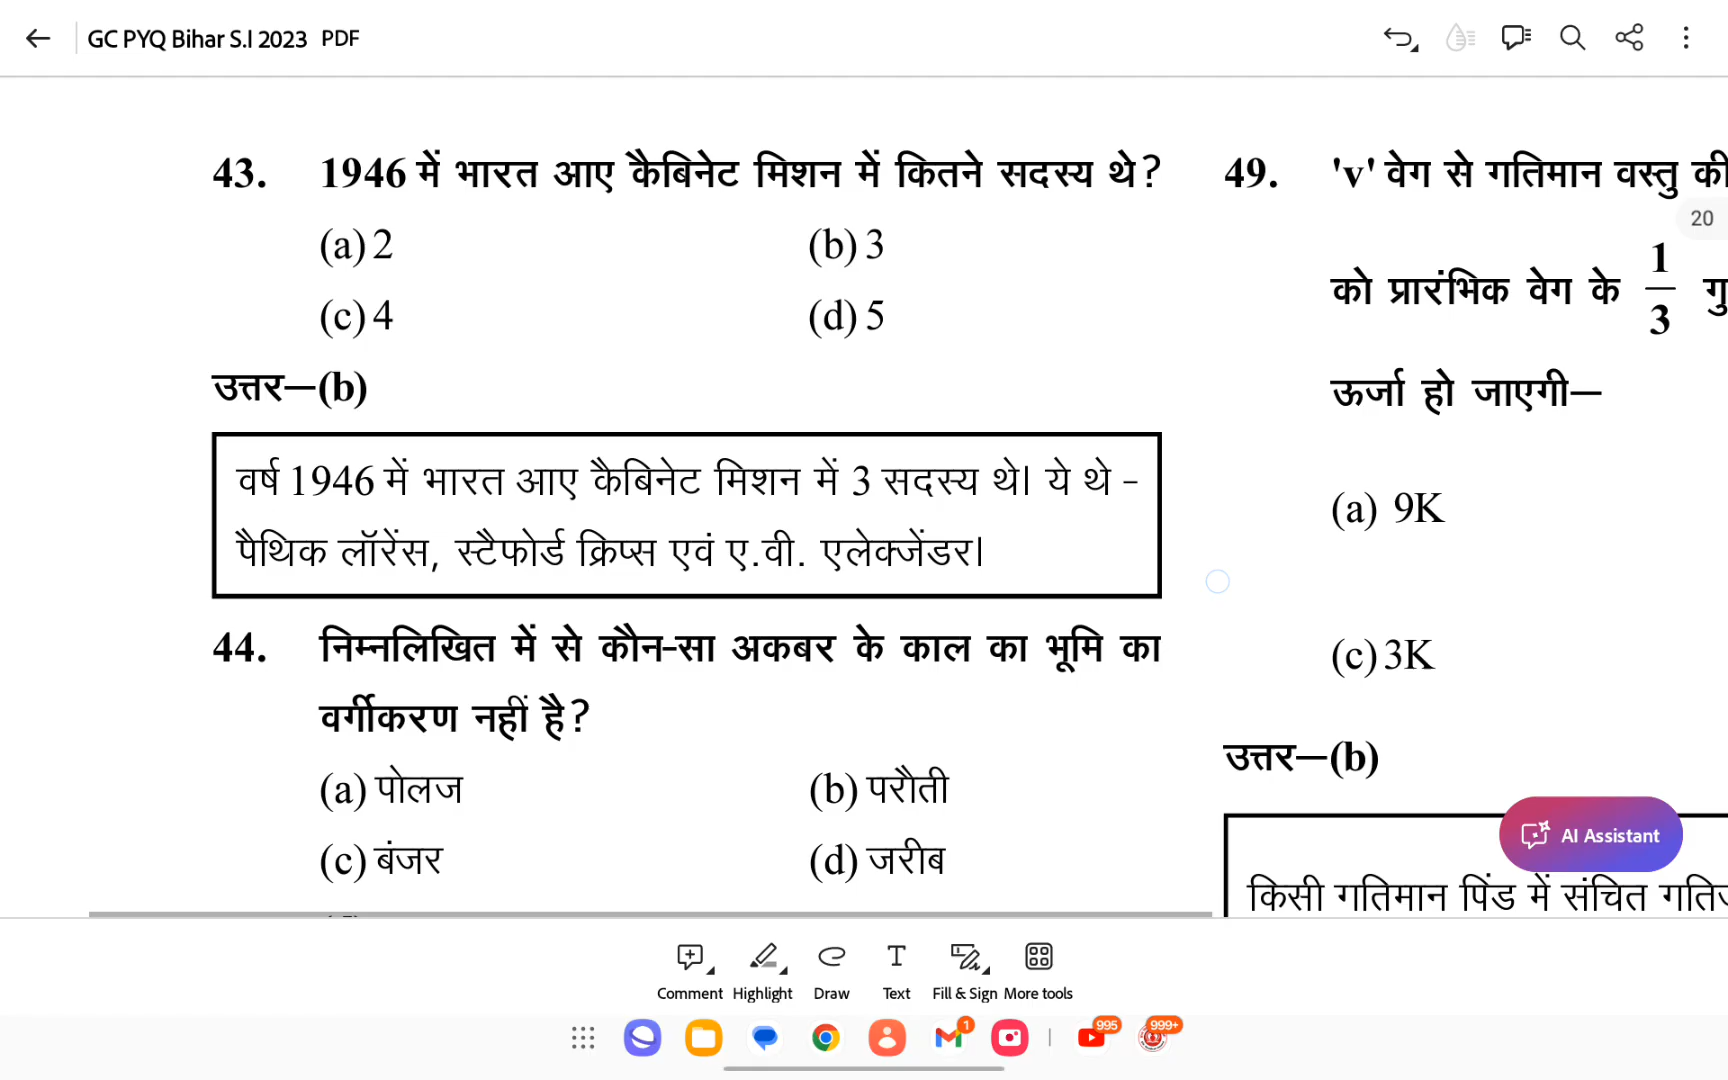 GC PYQ Bihar S.I 2023 PDF
43. 1946 में भारत आए कैबिनेट मिशन में कितने सदस्य थे?
(a) 2 (b) 3
(c) 4 (d) 5
उत्तर—(b)
वर्ष 1946 में भारत आए कैबिनेट मिशन में 3 सदस्य थे। ये थे -
पैथिक लॉरेंस, स्टैफोर्ड क्रिप्स एवं ए.वी. एलेक्जेंडर।
44. निम्नलिखित में से कौन-सा अकबर के काल का भूमि का
वर्गीकरण नहीं है?
(a) पोलज (b) परौती
(c) बंजर (d) जरीब
49. 'v' वेग से गतिमान वस्तु की
20
को प्रारंभिक वेग के 1/3 गु
ऊर्जा हो जाएगी—
(a) 9K
(c) 3K
उत्तर—(b)
AI Assistant
किसी गतिमान पिंड में संचित गति
Comment Highlight Draw Text Fill & Sign More tools
1 995 999+